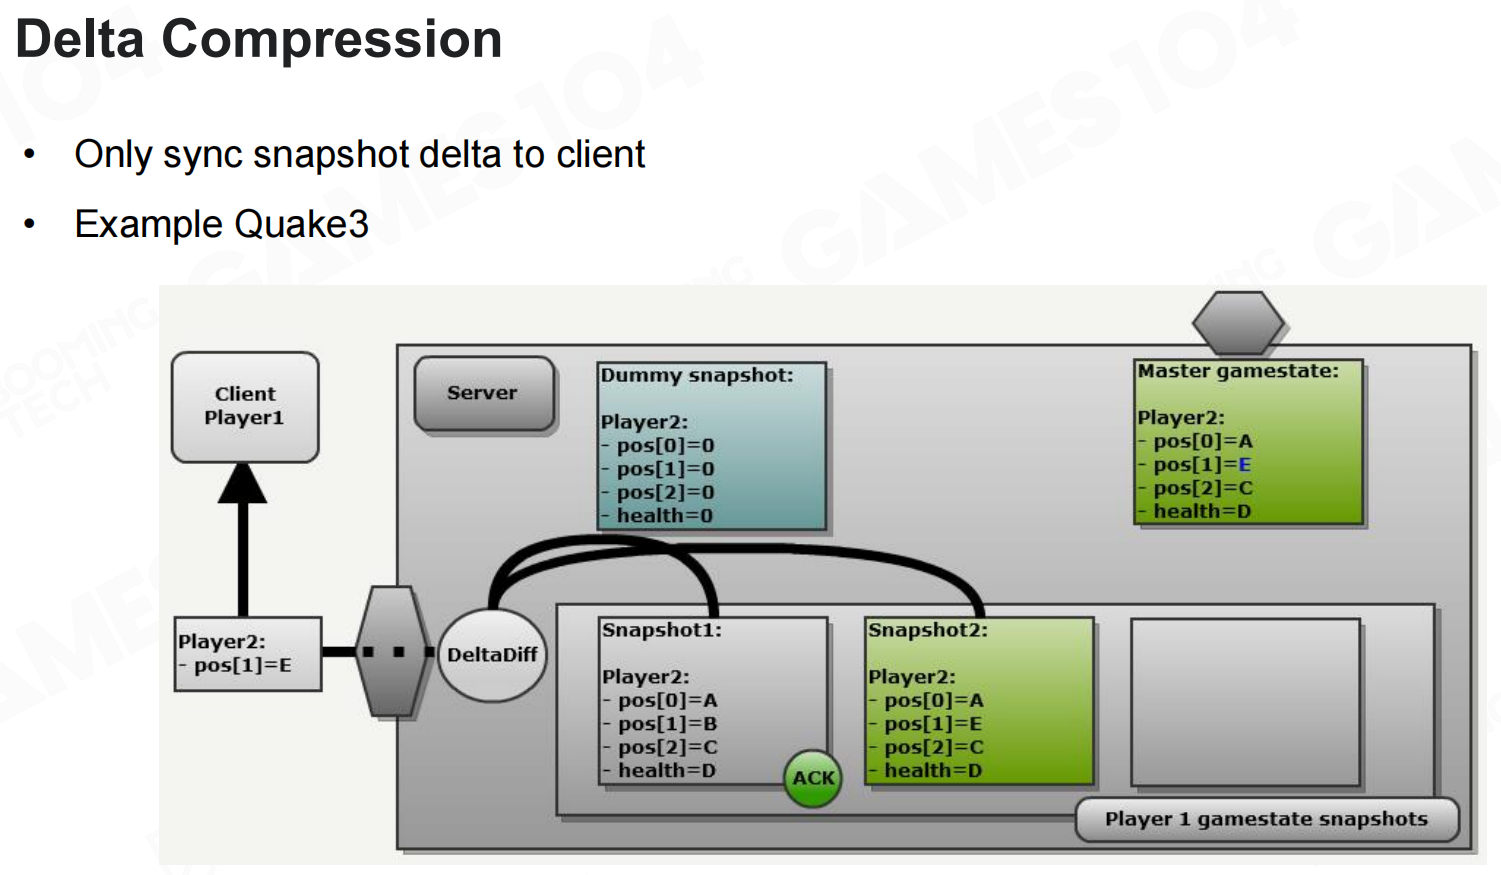 Delta Compression
• Only sync snapshot delta to client
• Example Quake3
Client
Player1
Server
Dummy snapshot:
Player2:
- pos[0]=0
- pos[1]=0
- pos[2]=0
- health=0
Master gamestate:
Player2:
- pos[0]=A
- pos[1]=E
- pos[2]=C
- health=D
Player2:
- pos[1]=E
DeltaDiff
Snapshot1:
Player2:
- pos[0]=A
- pos[1]=B
- pos[2]=C
- health=D
ACK
Snapshot2:
Player2:
- pos[0]=A
- pos[1]=E
- pos[2]=C
- health=D
Player 1 gamestate snapshots
GAMES104
GAMES104
BOOMING
TECH